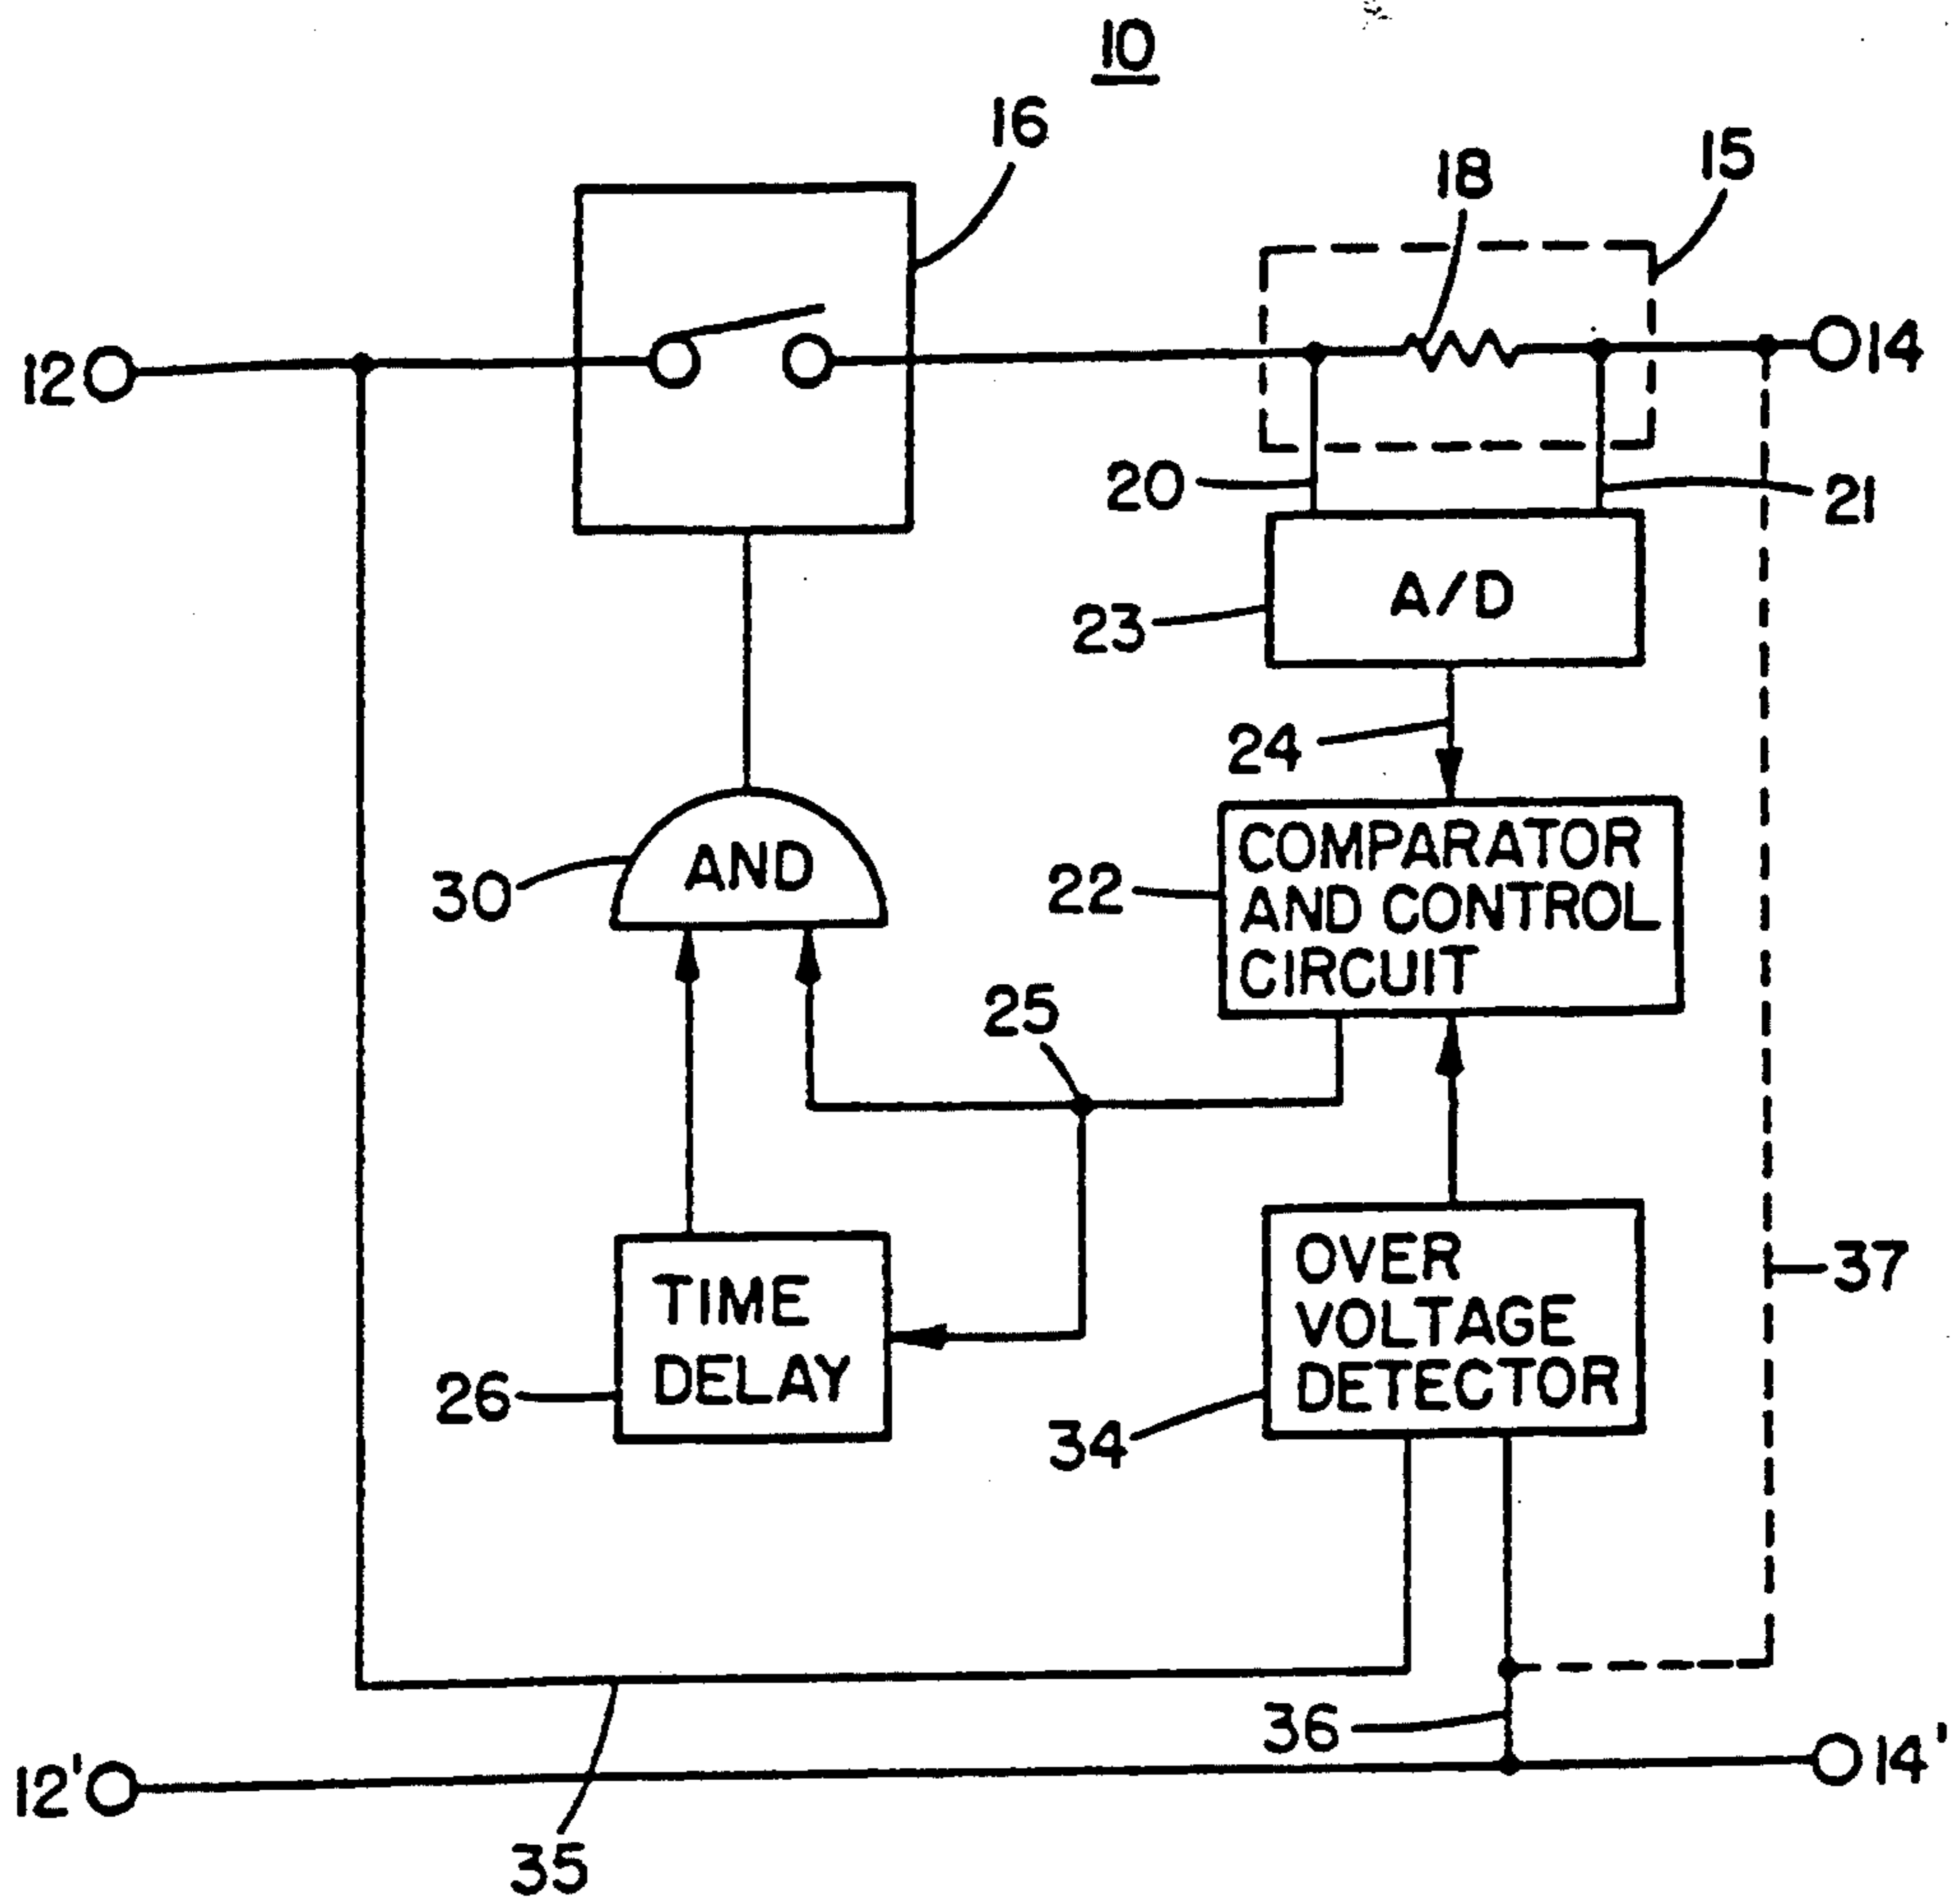 10
16
18
15
12
14
20
21
A/D
23
24
COMPARATOR
AND CONTROL
CIRCUIT
22
AND
30
25
TIME
DELAY
26
OVER
VOLTAGE
DETECTOR
34
37
36
12'
14'
35